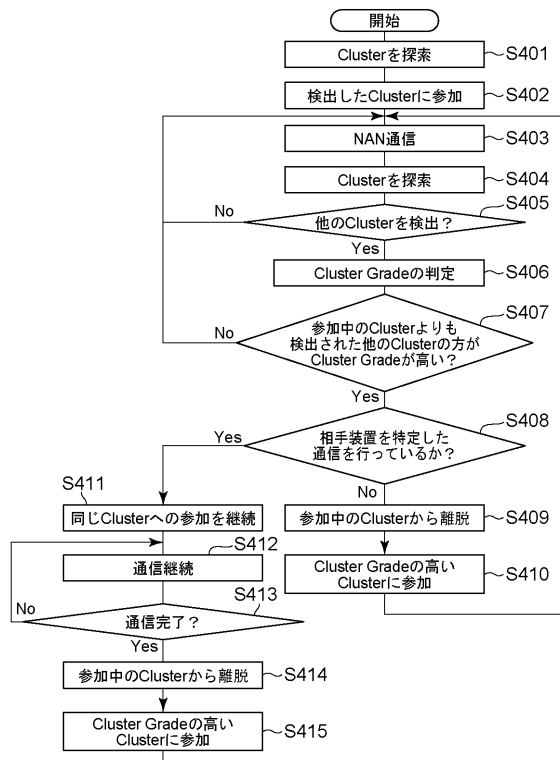 開始
Clusterを探索
S401
検出したClusterに参加
S402
NAN通信
S403
Clusterを探索
S404
S405
他のClusterを検出？
No
Yes
Cluster Gradeの判定
S406
S407
参加中のClusterよりも
検出された他のClusterの方が
Cluster Gradeが高い？
No
Yes
S408
相手装置を特定した
通信を行っているか？
Yes
No
S411
同じClusterへの参加を継続
参加中のClusterから離脱
S409
S412
通信継続
Cluster Gradeの高い
Clusterに参加
S410
S413
通信完了？
No
Yes
参加中のClusterから離脱
S414
Cluster Gradeの高い
Clusterに参加
S415